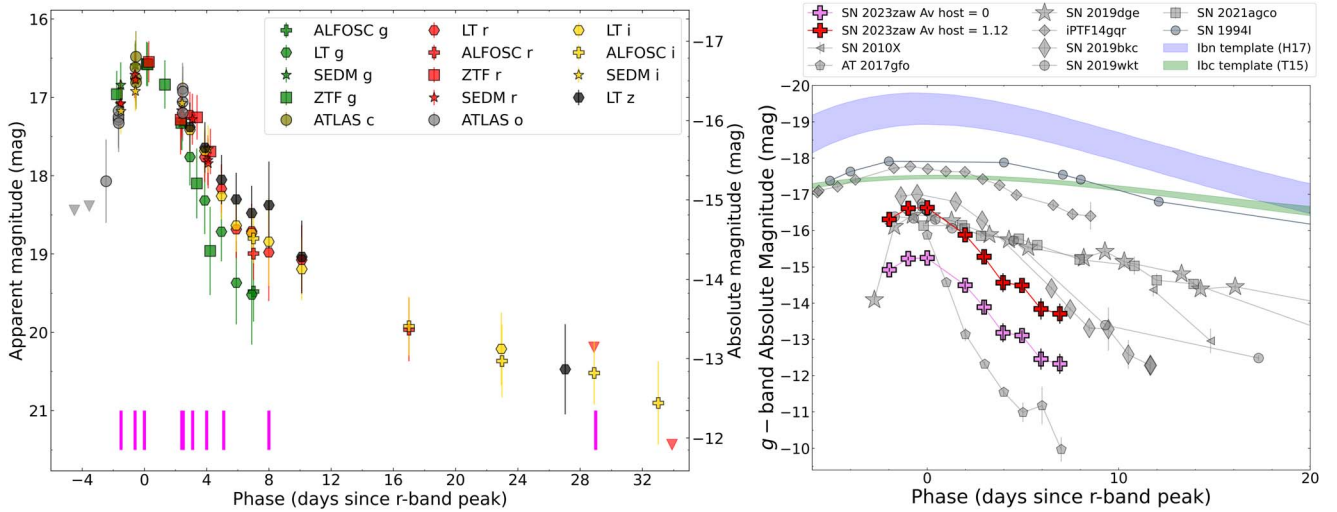 ALFOSC g
LT g
SEDM g
ZTF g
ATLAS c
LT r
ALFOSC r
ZTF r
SEDM r
ATLAS o
LT i
ALFOSC i
SEDM i
LT z
Apparent magnitude (mag)
16
17
18
19
20
21
Absolute magnitude (mag)
−17
−16
−15
−14
−13
−12
−4 0 4 8 12 16 20 24 28 32
Phase (days since r-band peak)
SN 2023zaw Av host = 0
SN 2023zaw Av host = 1.12
SN 2010X
AT 2017gfo
SN 2019dge
iPTF14gqr
SN 2019bkc
SN 2019wkt
SN 2021agco
SN 1994I
Ibn template (H17)
Ibc template (T15)
g − band Absolute Magnitude (mag)
−20
−19
−18
−17
−16
−15
−14
−13
−12
−11
−10
0 10 20
Phase (days since r-band peak)